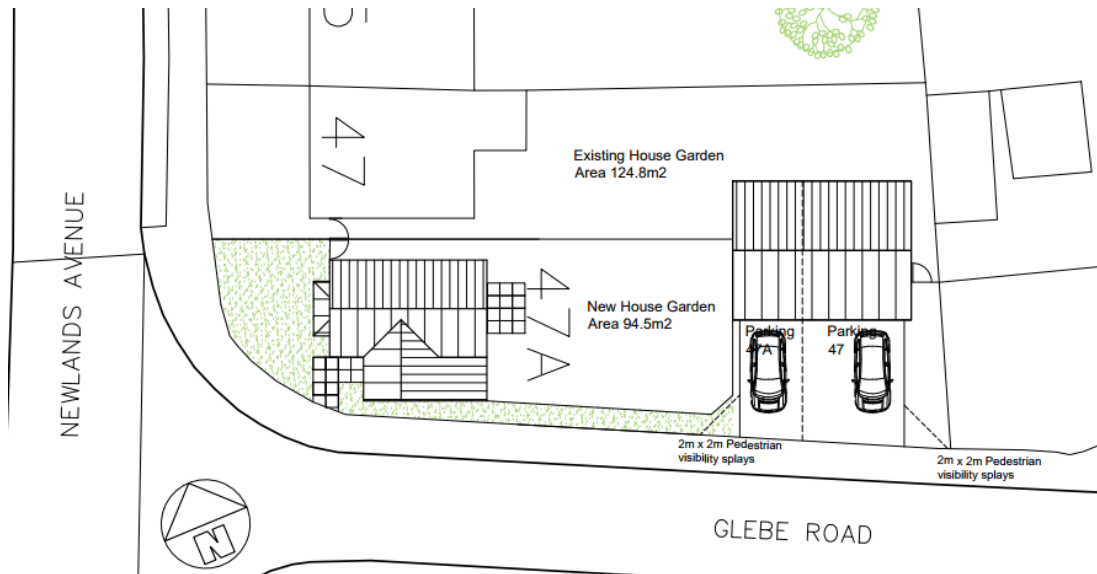 5
47
Existing House Garden
Area 124.8m2
NEWLANDS AVENUE
47A
New House Garden
Area 94.5m2
Parking
47A
Parking
47
2m x 2m Pedestrian
visibility splays
2m x 2m Pedestrian
visibility splays
N
GLEBE ROAD